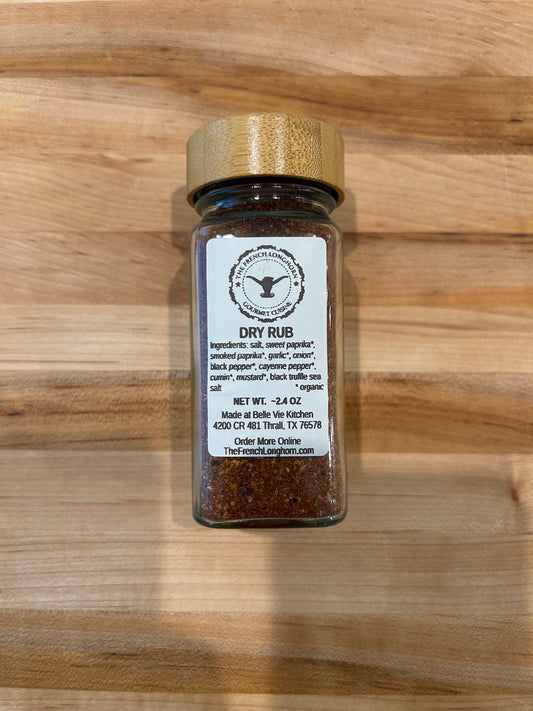 THE FRENCH LONGHORN
GOURMET CUISINE
DRY RUB
Ingredients: salt, sweet paprika*,
smoked paprika*, garlic*, onion*,
black pepper*, cayenne pepper*,
cumin*, mustard*, black truffle sea
salt * organic
NET WT. ~2.4 OZ
Made at Belle Vie Kitchen
4200 CR 481 Thrall, TX 76578
Order More Online
TheFrenchLonghorn.com